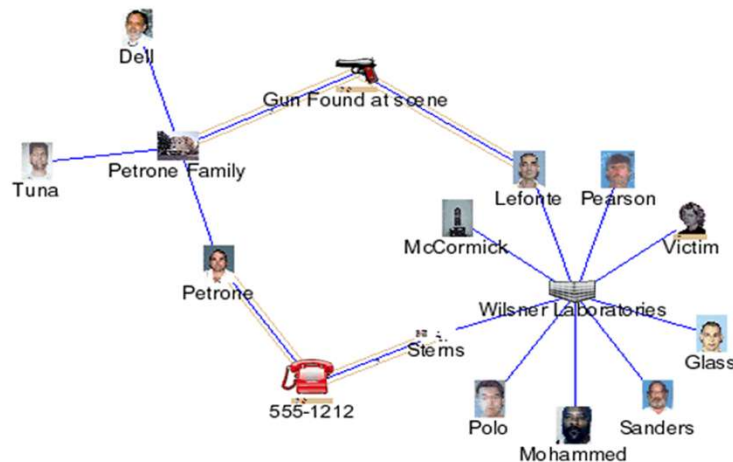 Dell
Gun Found at scene
Petrone Family
Tuna
Lefonte
Pearson
McCormick
Victim
Petrone
Wilsner Laboratories
Sterns
Glass
555-1212
Polo
Sanders
Mohammed